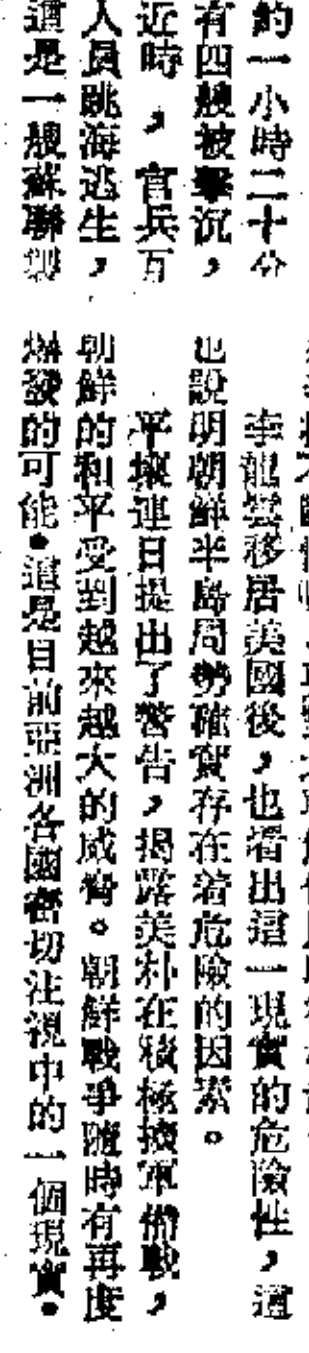 約一小時二十分
有四艘被擊沉，
近時，官兵百
人員跳海逃生，
這是一艘蘇聯製
李龍雲移居美國後，也看出這一現實的危險性，這
也說明朝鮮半島局勢確實存在着危險的因素。
平壤連日提出了警告，揭露美朴在積極擴軍備戰，
朝鮮的和平受到越來越大的威脅。朝鮮戰爭隨時有再度
爆發的可能。這是目前亞洲各國密切注視中的一個現實。